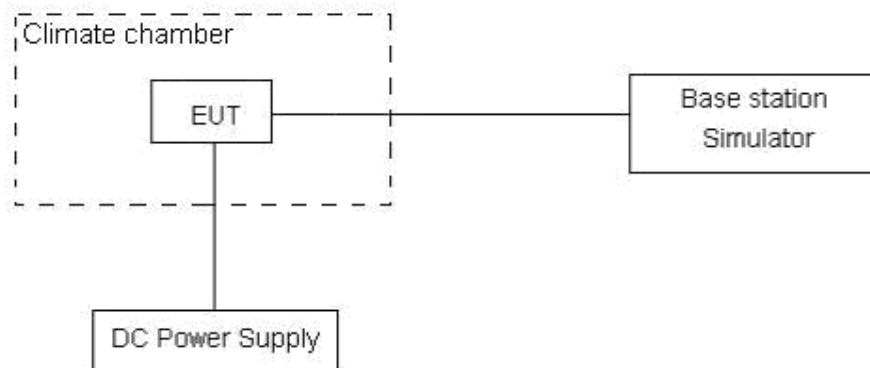 Climate chamber
EUT
Base station
Simulator
DC Power Supply